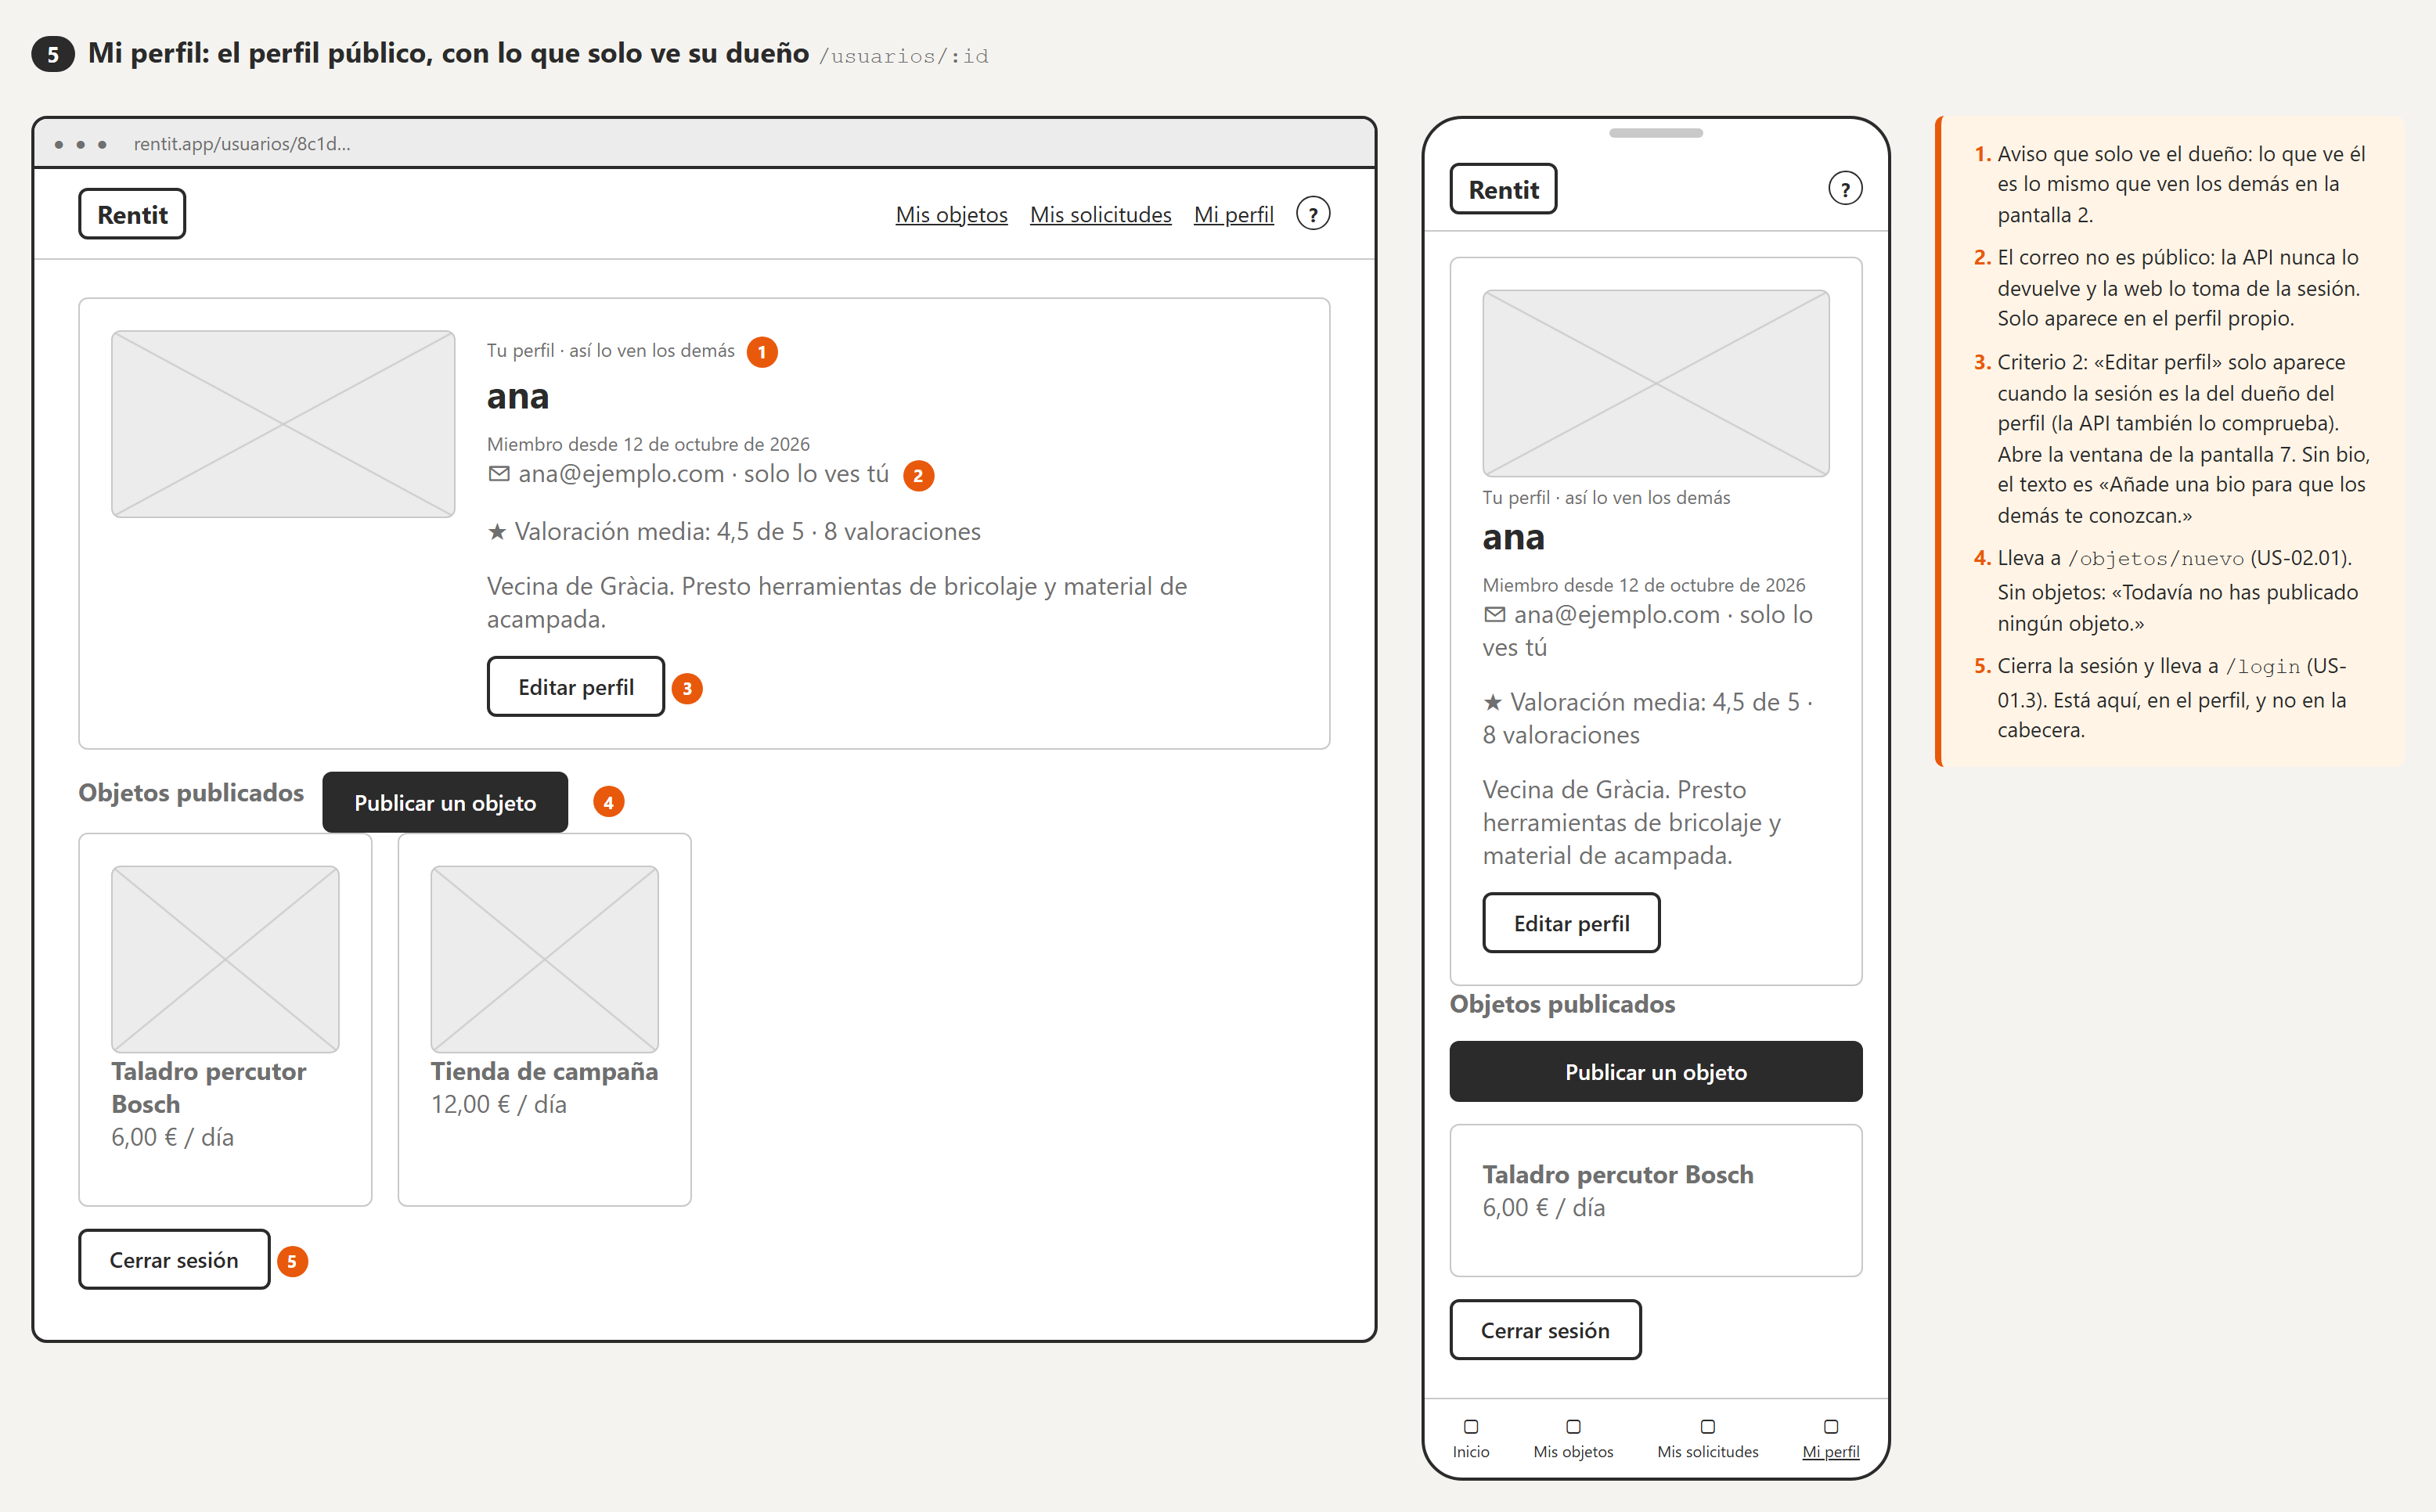 5 Mi perfil: el perfil público, con lo que solo ve su dueño /usuarios/:id
rentit.app/usuarios/8c1d...
Rentit
Mis objetos Mis solicitudes Mi perfil ?
Tu perfil · así lo ven los demás 1
ana
Miembro desde 12 de octubre de 2026
ana@ejemplo.com · solo lo ves tú 2
★ Valoración media: 4,5 de 5 · 8 valoraciones
Vecina de Gràcia. Presto herramientas de bricolaje y material de
acampada.
Editar perfil 3
Objetos publicados Publicar un objeto 4
Taladro percutor
Bosch
6,00 € / día
Tienda de campaña
12,00 € / día
Cerrar sesión 5
Rentit ?
Tu perfil · así lo ven los demás
ana
Miembro desde 12 de octubre de 2026
ana@ejemplo.com · solo lo
ves tú
★ Valoración media: 4,5 de 5 ·
8 valoraciones
Vecina de Gràcia. Presto
herramientas de bricolaje y
material de acampada.
Editar perfil
Objetos publicados
Publicar un objeto
Taladro percutor Bosch
6,00 € / día
Cerrar sesión
Inicio Mis objetos Mis solicitudes Mi perfil
1. Aviso que solo ve el dueño: lo que ve él
es lo mismo que ven los demás en la
pantalla 2.
2. El correo no es público: la API nunca lo
devuelve y la web lo toma de la sesión.
Solo aparece en el perfil propio.
3. Criterio 2: «Editar perfil» solo aparece
cuando la sesión es la del dueño del
perfil (la API también lo comprueba).
Abre la ventana de la pantalla 7. Sin bio,
el texto es «Añade una bio para que los
demás te conozcan.»
4. Lleva a /objetos/nuevo (US-02.01).
Sin objetos: «Todavía no has publicado
ningún objeto.»
5. Cierra la sesión y lleva a /login (US-
01.3). Está aquí, en el perfil, y no en la
cabecera.